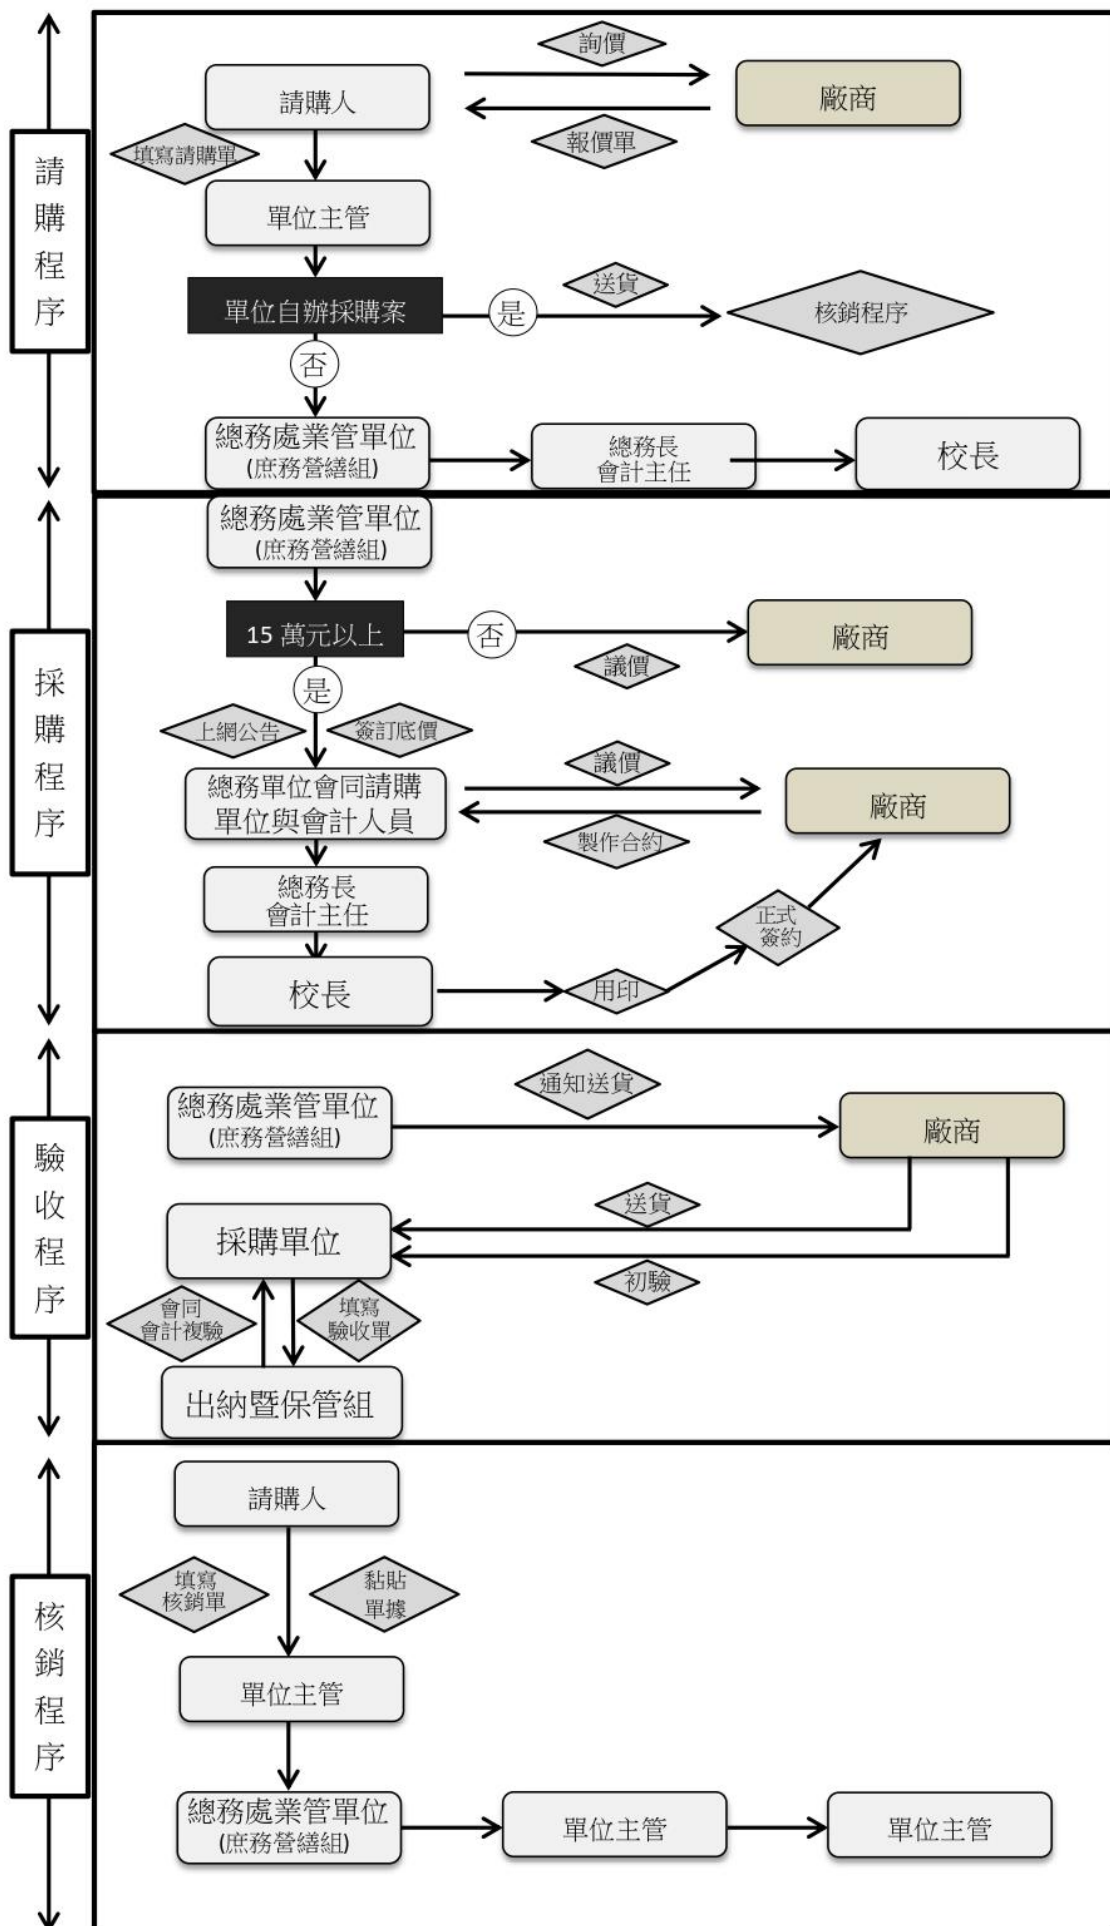 請購程序
詢價
請購人
廠商
填寫請購單
報價單
單位主管
單位自辦採購案
是
送貨
核銷程序
否
總務處業管單位
(庶務營繕組)
總務長
會計主任
校長
採購程序
總務處業管單位
(庶務營繕組)
15 萬元以上
否
廠商
議價
是
上網公告
簽訂底價
總務單位會同請購
單位與會計人員
議價
廠商
製作合約
總務長
會計主任
正式
簽約
校長
用印
驗收程序
通知送貨
總務處業管單位
(庶務營繕組)
廠商
送貨
採購單位
初驗
會同
會計複驗
填寫
驗收單
出納暨保管組
核銷程序
請購人
填寫
核銷單
黏貼
單據
單位主管
總務處業管單位
(庶務營繕組)
單位主管
單位主管